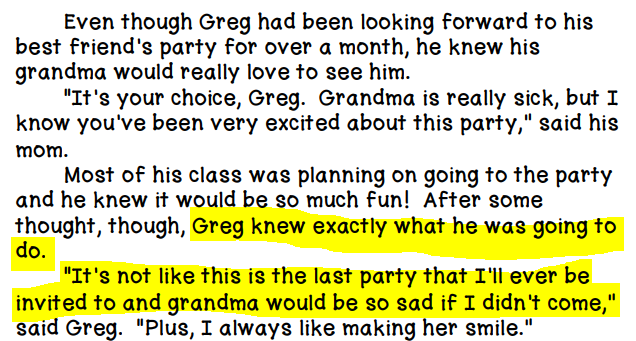 Even though Greg had been looking forward to his
best friend's party for over a month, he knew his
grandma would really love to see him.
"It's your choice, Greg.  Grandma is really sick, but I
know you've been very excited about this party," said his
mom.
Most of his class was planning on going to the party
and he knew it would be so much fun!  After some
thought, though, Greg knew exactly what he was going to
do.
"It's not like this is the last party that I'll ever be
invited to and grandma would be so sad if I didn't come,"
said Greg.  "Plus, I always like making her smile."